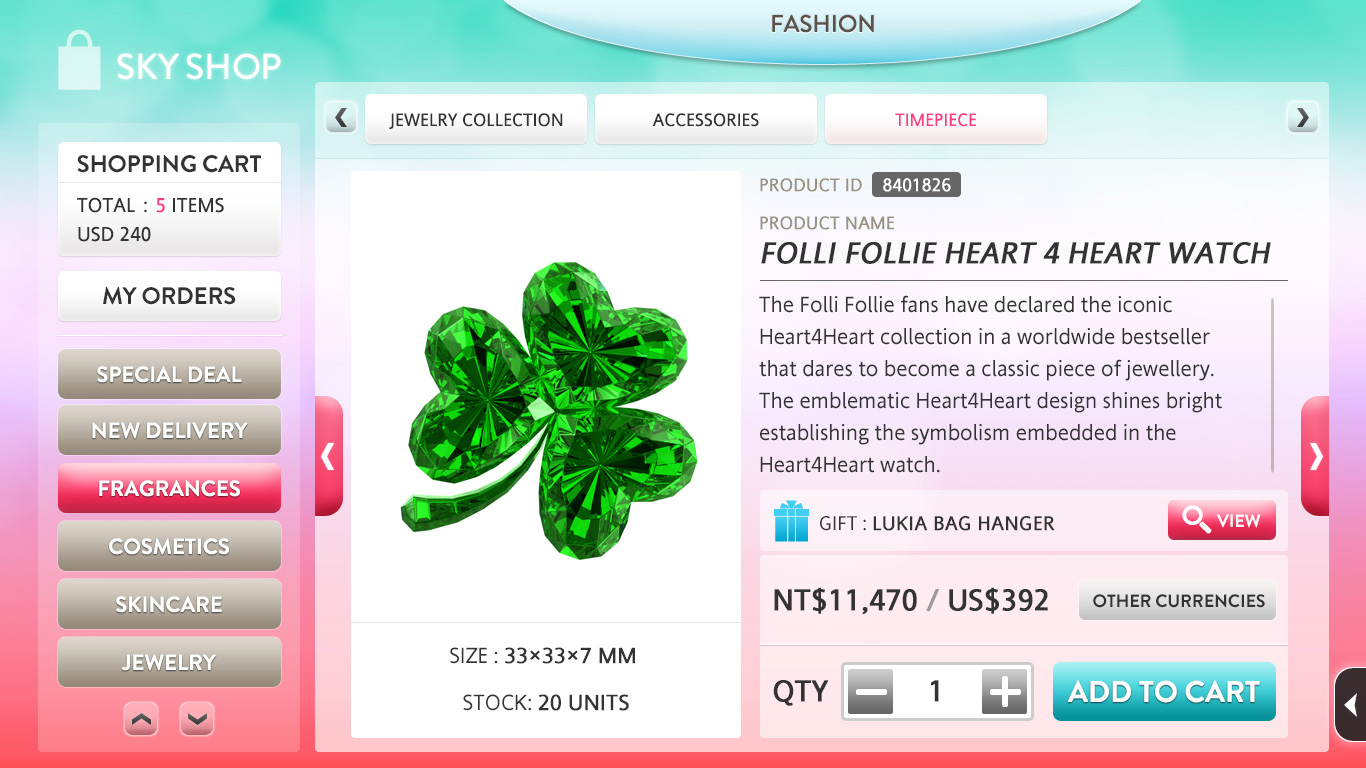 FASHION
SKY SHOP
SHOPPING CART
TOTAL : 5 ITEMS
USD 240
MY ORDERS
SPECIAL DEAL
NEW DELIVERY
FRAGRANCES
COSMETICS
SKINCARE
JEWELRY
JEWELRY COLLECTION
ACCESSORIES
TIMEPIECE
SIZE : 33×33×7 MM
STOCK: 20 UNITS
PRODUCT ID 8401826
PRODUCT NAME
FOLLI FOLLIE HEART 4 HEART WATCH
The Folli Follie fans have declared the iconic
Heart4Heart collection in a worldwide bestseller
that dares to become a classic piece of jewellery.
The emblematic Heart4Heart design shines bright
establishing the symbolism embedded in the
Heart4Heart watch.
GIFT : LUKIA BAG HANGER
VIEW
NT$11,470 / US$392
OTHER CURRENCIES
QTY
1
ADD TO CART